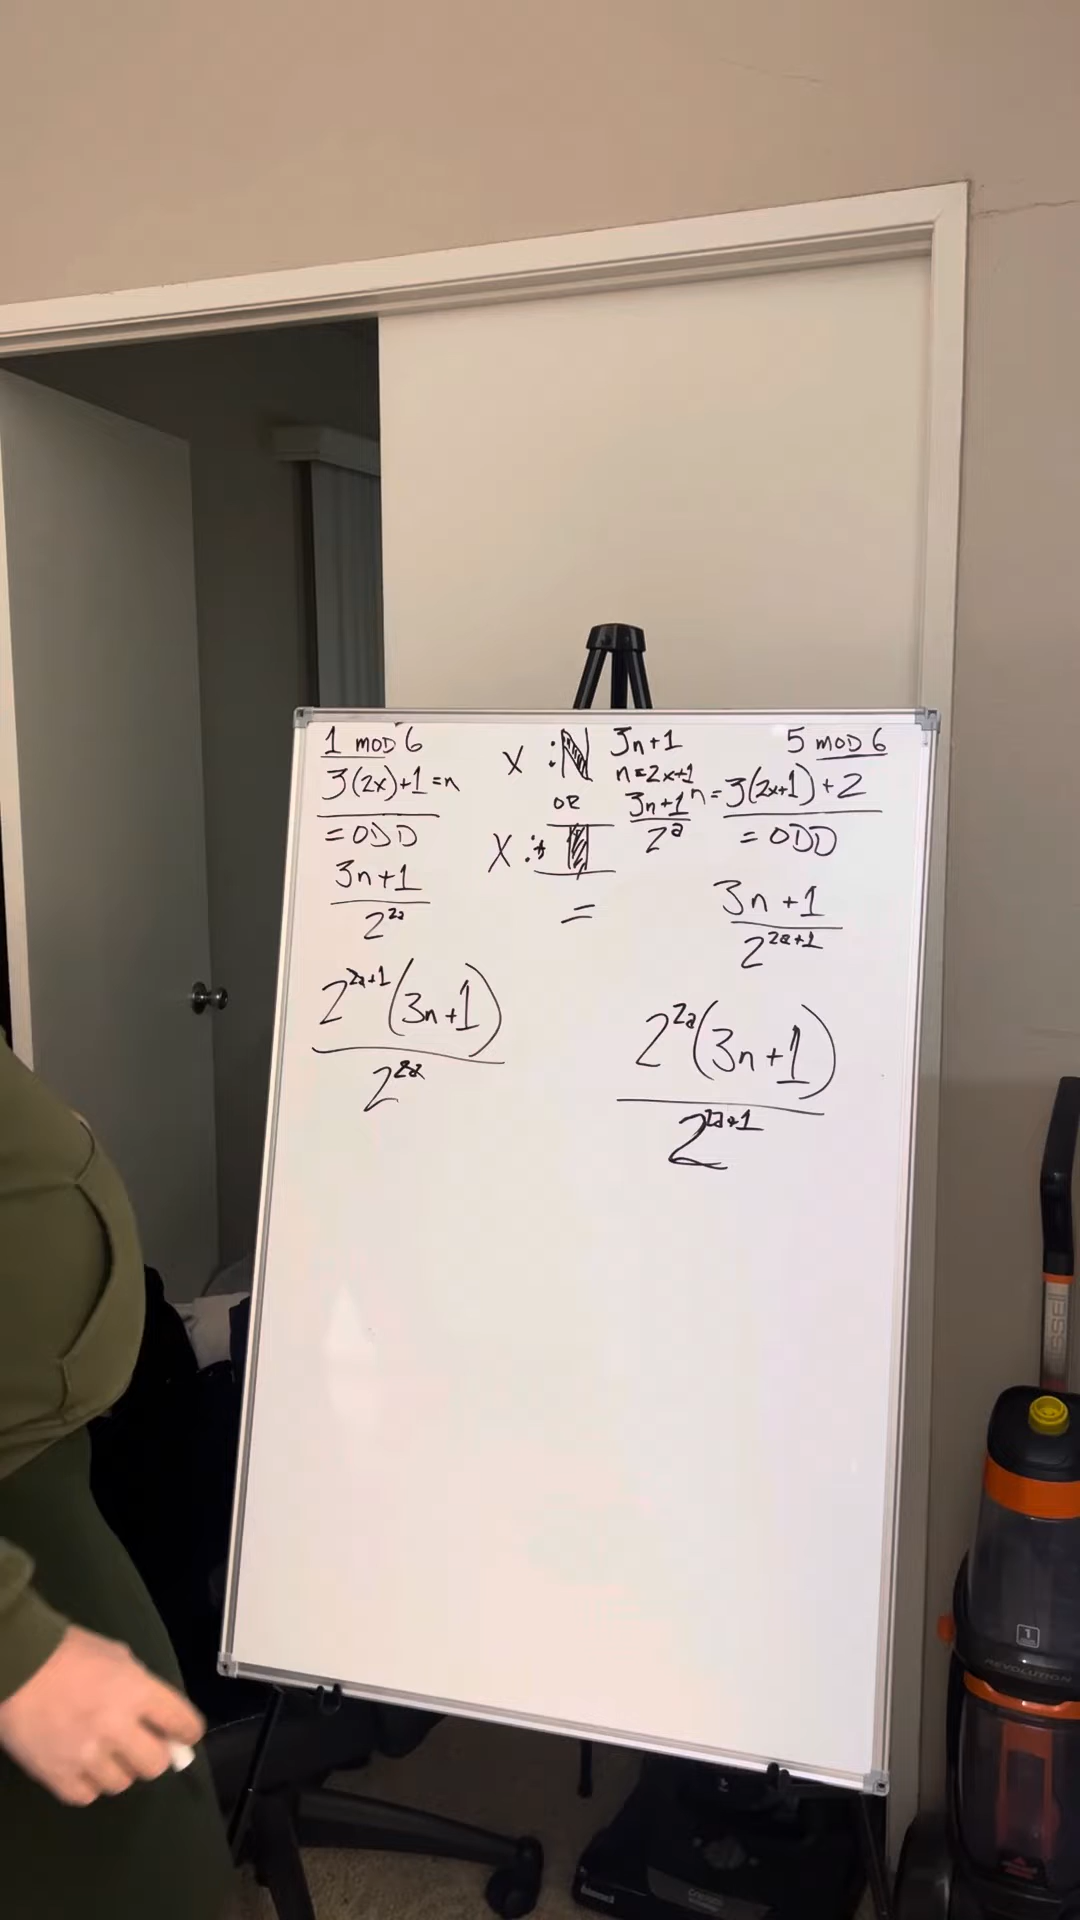 1 MOD 6
3(2x)+1=n
= ODD
3n+1
2^2a
2^2a+1(3n+1)
2^2a
x :N
OR
X :
=
3n+1
n=2x+1
3n+1
2^a
5 MOD 6
n=3(2x+1)+2
= ODD
3n+1
2^2a+1
2^2a(3n+1)
2^2a+1
ISSELL
1
REVOLUTION